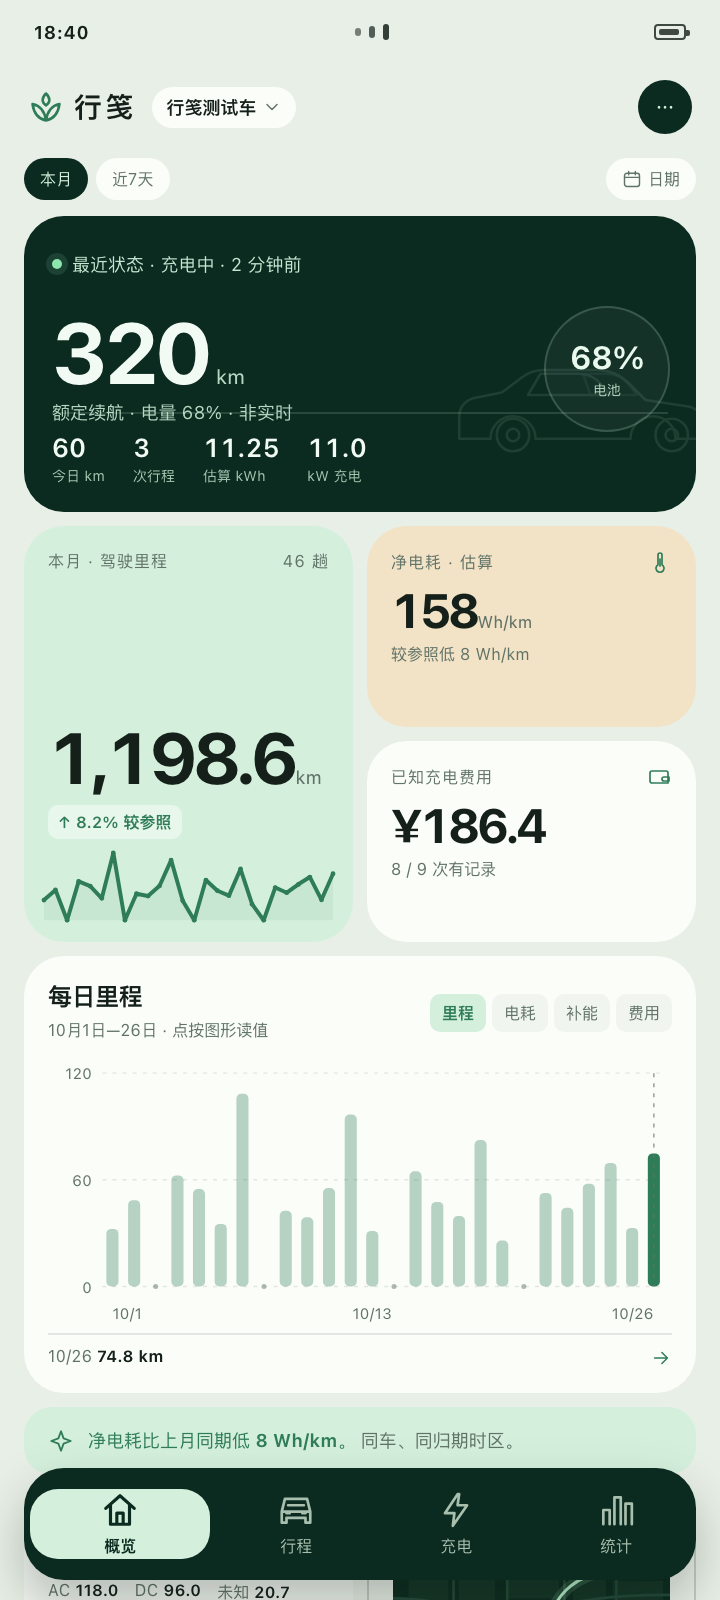 18:40
行笺 行笺测试车 ···
本月 近7天 日期
最近状态 · 充电中 · 2 分钟前
320 km
68%
电池
额定续航 · 电量 68% · 非实时
60 3 11.25 11.0
今日 km 次行程 估算 kWh kW 充电
本月 · 驾驶里程 46 趟
1,198.6 km
↑ 8.2% 较参照
净电耗 · 估算
158 Wh/km
较参照低 8 Wh/km
已知充电费用
¥186.4
8 / 9 次有记录
每日里程
10月1日—26日 · 点按图形读值
里程 电耗 补能 费用
120
60
0
10/1 10/13 10/26
10/26 74.8 km →
净电耗比上月同期低 8 Wh/km。 同车、同归期时区。
概览 行程 充电 统计
AC 118.0 DC 96.0 未知 20.7